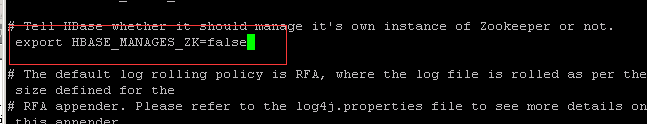 # Tell HBase whether it should manage it's own instance of Zookeeper or not.
export HBASE_MANAGES_ZK=false
# The default log rolling policy is RFA, where the log file is rolled as per the
size defined for the
# RFA appender. Please refer to the log4j.properties file to see more details on
this appender.